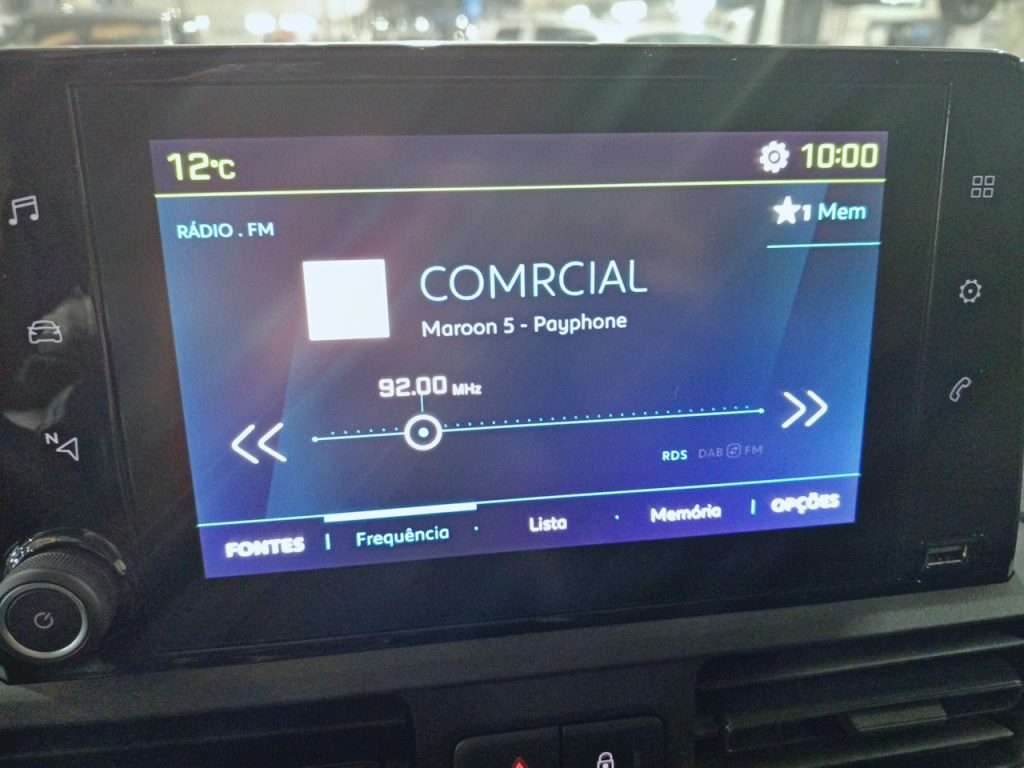 12°C 10:00
RÁDIO . FM 1 Mem
COMRCIAL
Maroon 5 - Payphone
92.00 MHz
N
RDS DAB FM
FONTES Frequência Lista Memória OPÇÕES